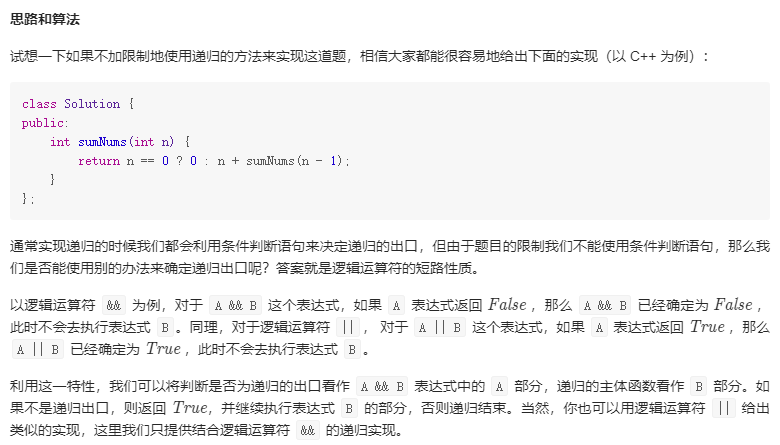 思路和算法
试想一下如果不加限制地使用递归的方法来实现这道题，相信大家都能很容易地给出下面的实现（以 C++ 为例）：
class Solution {
public:
    int sumNums(int n) {
        return n == 0 ? 0 : n + sumNums(n - 1);
    }
};
通常实现递归的时候我们都会利用条件判断语句来决定递归的出口，但由于题目的限制我们不能使用条件判断语句，那么我
们是否能使用别的办法来确定递归出口呢？答案就是逻辑运算符的短路性质。
以逻辑运算符 && 为例，对于 A && B 这个表达式，如果 A 表达式返回 False ，那么 A && B 已经确定为 False ，
此时不会去执行表达式 B 。同理，对于逻辑运算符 || ， 对于 A || B 这个表达式，如果 A 表达式返回 True ，那么
A || B 已经确定为 True ，此时不会去执行表达式 B 。
利用这一特性，我们可以将判断是否为递归的出口看作 A && B 表达式中的 A 部分，递归的主体函数看作 B 部分。如
果不是递归出口，则返回 True，并继续执行表达式 B 的部分，否则递归结束。当然，你也可以用逻辑运算符 || 给出
类似的实现，这里我们只提供结合逻辑运算符 && 的递归实现。